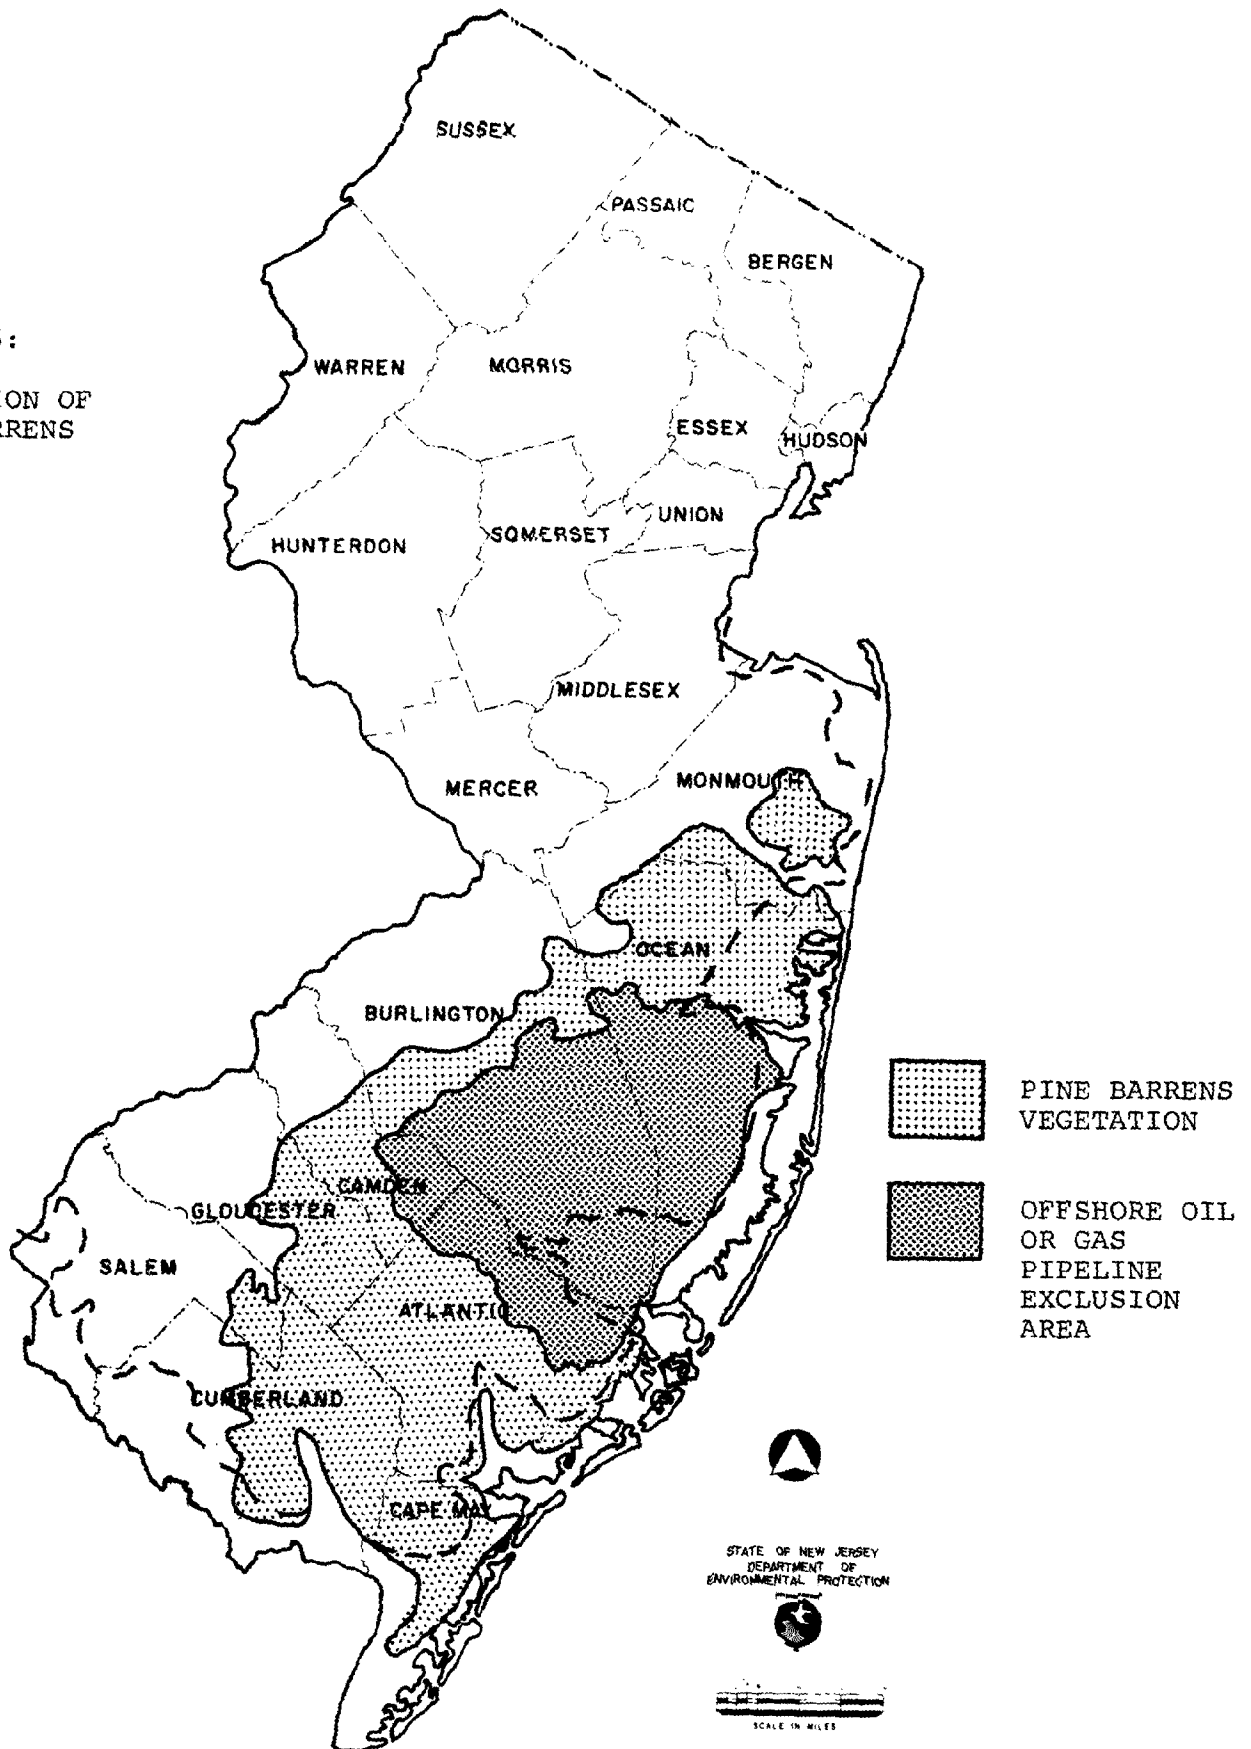 SUSSEX
PASSAIC
BERGEN
WARREN
MORRIS
ION OF
RRENS
ESSEX
HUDSON
UNION
SOMERSET
HUNTERDON
MIDDLESEX
MONMOUTH
MERCER
OCEAN
BURLINGTON
PINE BARRENS
VEGETATION
CAMDEN
GLOUCESTER
OFFSHORE OIL
OR GAS
PIPELINE
EXCLUSION
AREA
SALEM
ATLANTIC
CUMBERLAND
CAPE MAY
STATE OF NEW JERSEY
DEPARTMENT OF
ENVIRONMENTAL PROTECTION
SCALE IN MILES